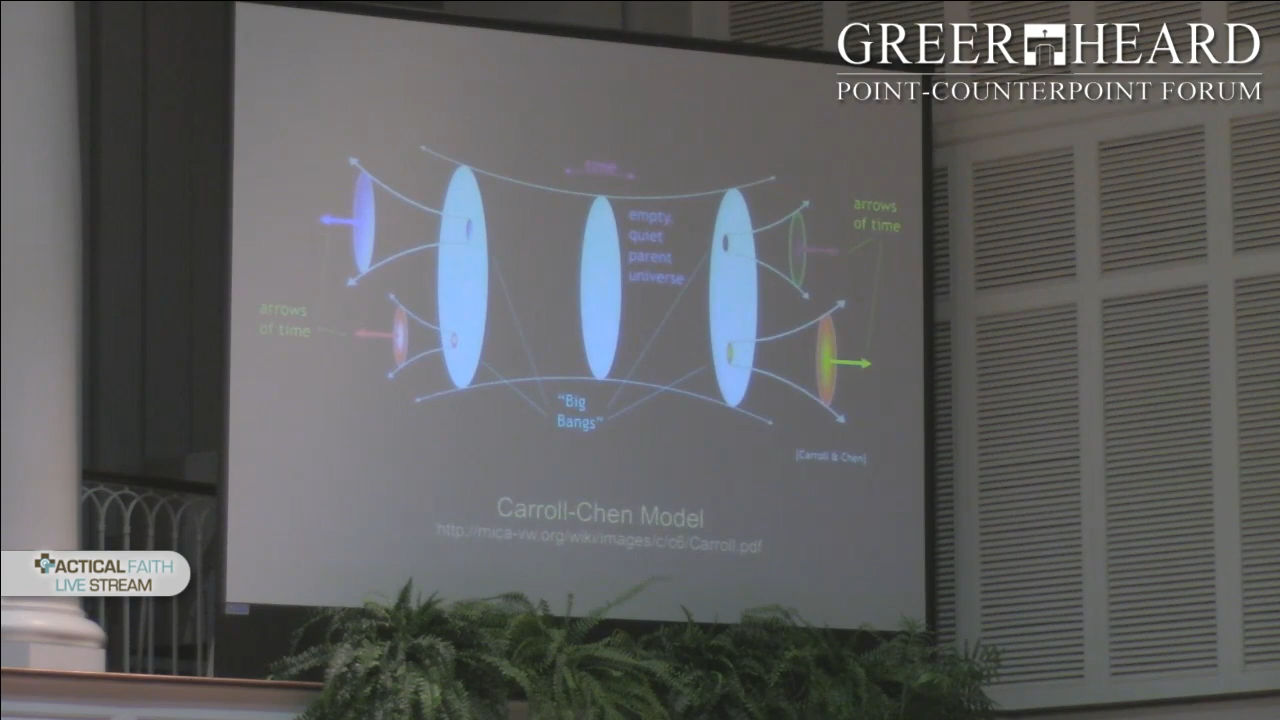 GREER HEARD
POINT-COUNTERPOINT FORUM
time
empty,
quiet
parent
universe
arrows
of time
arrows
of time
"Big
Bangs"
[Carroll & Chen]
Carroll-Chen Model
http://mica-vw.org/wiki/images/c/c6/Carroll.pdf
TACTICAL FAITH
LIVE STREAM